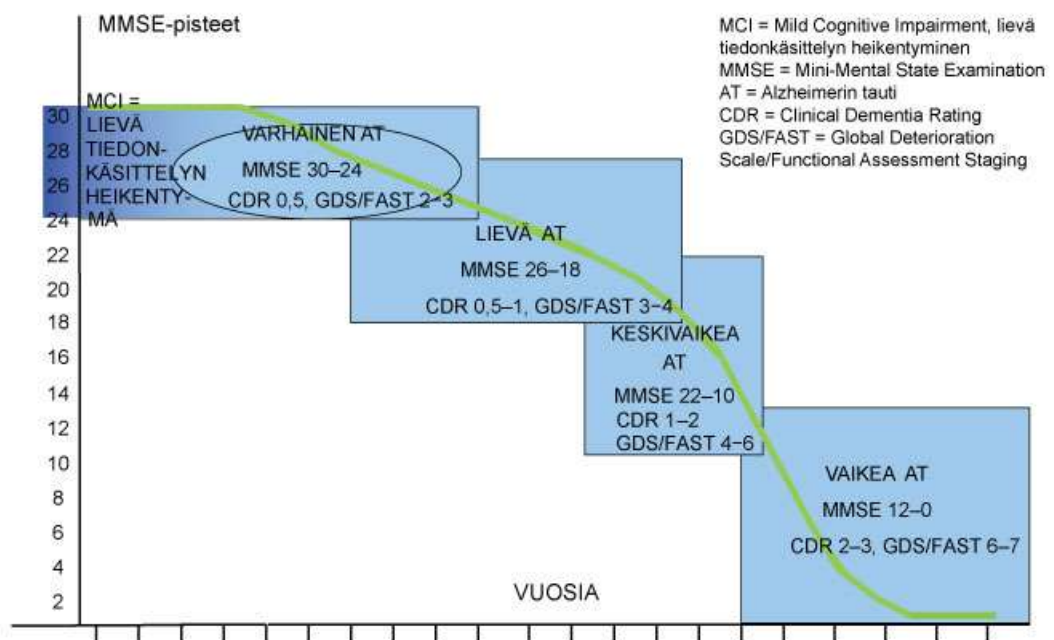 MMSE-pisteet
MCI = Mild Cognitive Impairment, lievä
tiedonkäsittelyn heikentyminen
MMSE = Mini-Mental State Examination
AT = Alzheimerin tauti
CDR = Clinical Dementia Rating
GDS/FAST = Global Deterioration
Scale/Functional Assessment Staging
30
28
26
24
22
20
18
16
14
12
10
8
6
4
2
MCI =
LIEVÄ
TIEDON-
KÄSITTELYN
HEIKENTY-
MÄ
VARHAINEN AT
MMSE 30–24
CDR 0,5, GDS/FAST 2–3
LIEVÄ AT
MMSE 26–18
CDR 0,5–1, GDS/FAST 3–4
KESKIVAIKEA
AT
MMSE 22–10
CDR 1–2
GDS/FAST 4–6
VAIKEA AT
MMSE 12–0
CDR 2–3, GDS/FAST 6–7
VUOSIA